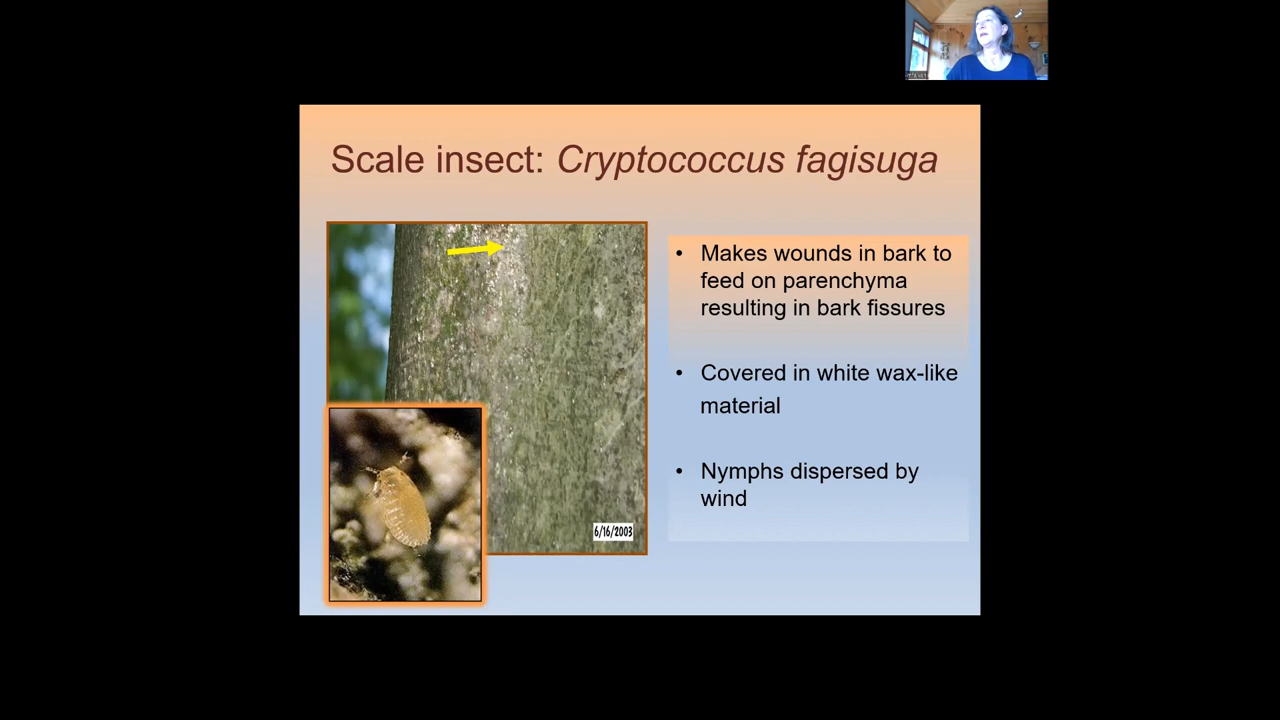 Scale insect: Cryptococcus fagisuga
• Makes wounds in bark to
feed on parenchyma
resulting in bark fissures
• Covered in white wax-like
material
• Nymphs dispersed by
wind
6/16/2003